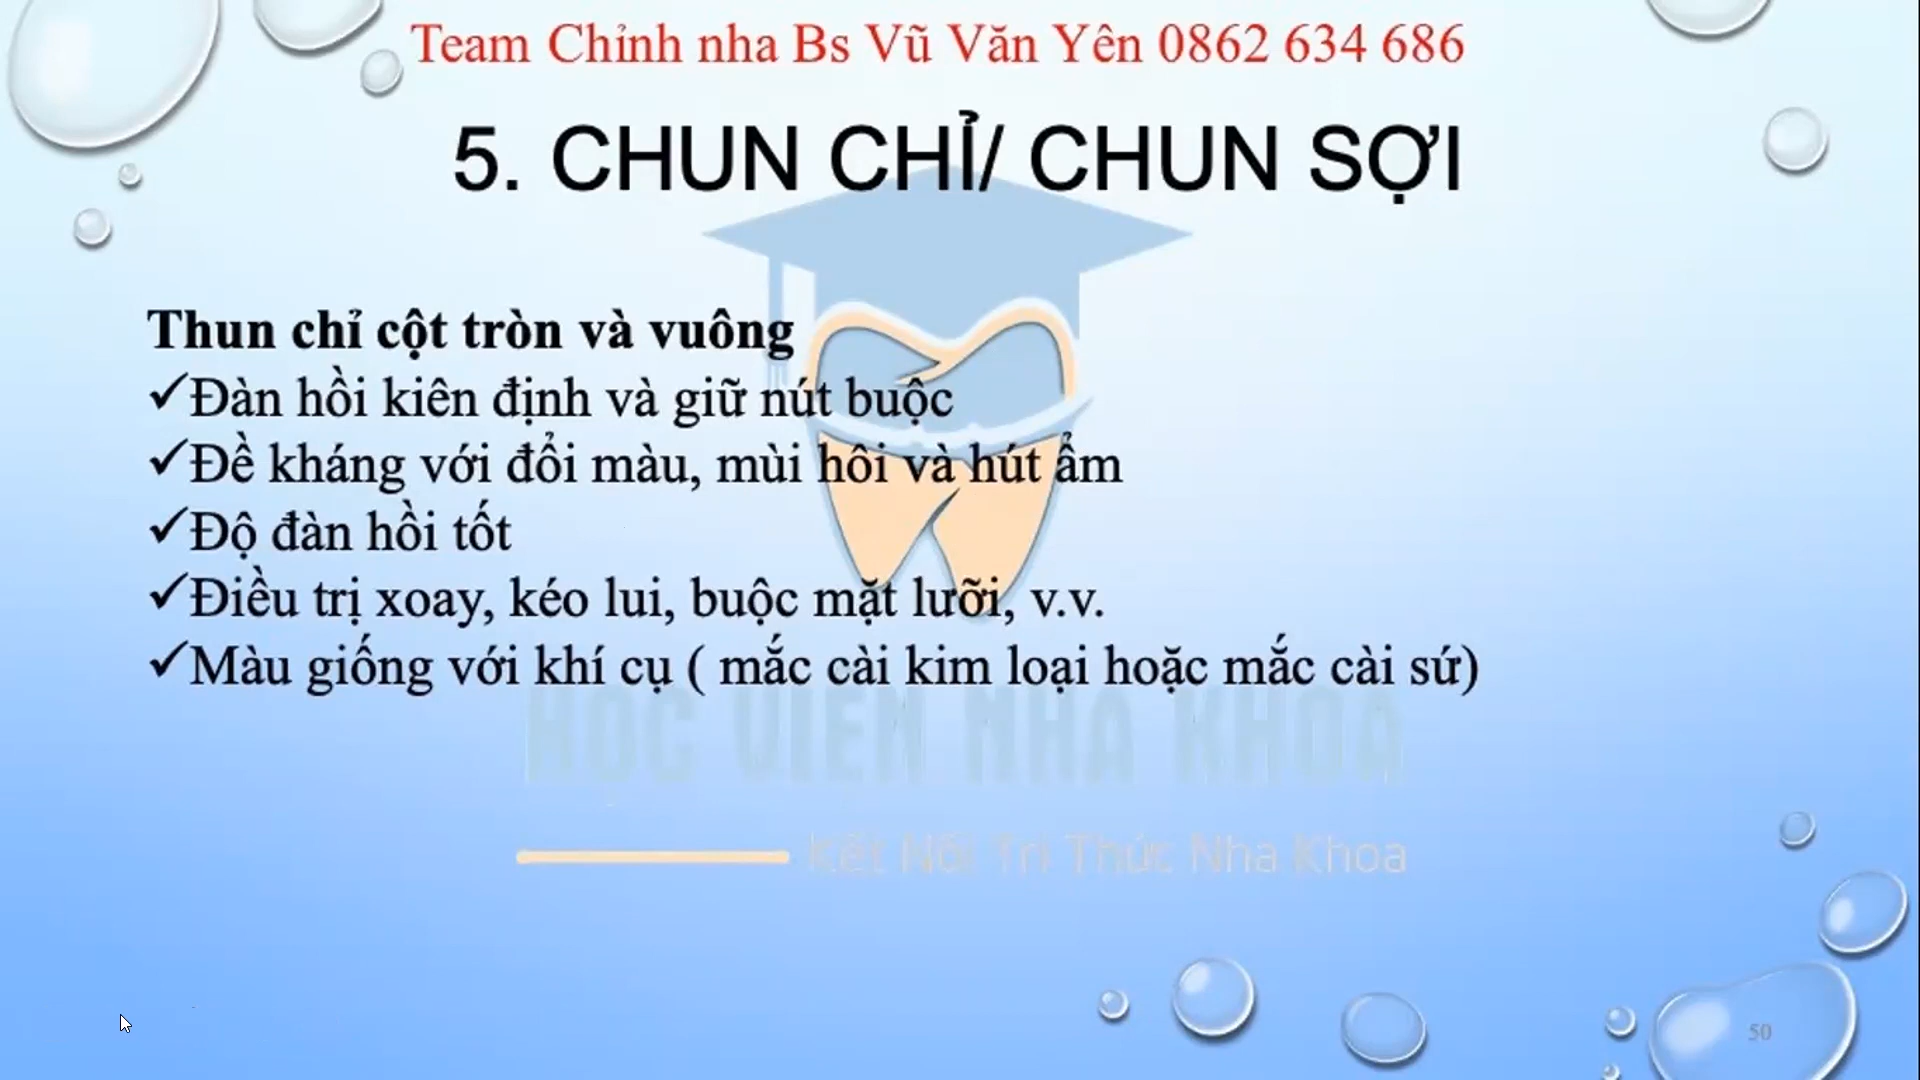 Team Chỉnh nha Bs Vũ Văn Yên 0862 634 686
5. CHUN CHỈ/ CHUN SỢI
Thun chỉ cột tròn và vuông
✓Đàn hồi kiên định và giữ nút buộc
✓Đề kháng với đổi màu, mùi hôi và hút ẩm
✓Độ đàn hồi tốt
✓Điều trị xoay, kéo lui, buộc mặt lưỡi, v.v.
✓Màu giống với khí cụ ( mắc cài kim loại hoặc mắc cài sứ)
HỌC VIỆN NHA KHOA
Kết Nối Tri Thức Nha Khoa
50